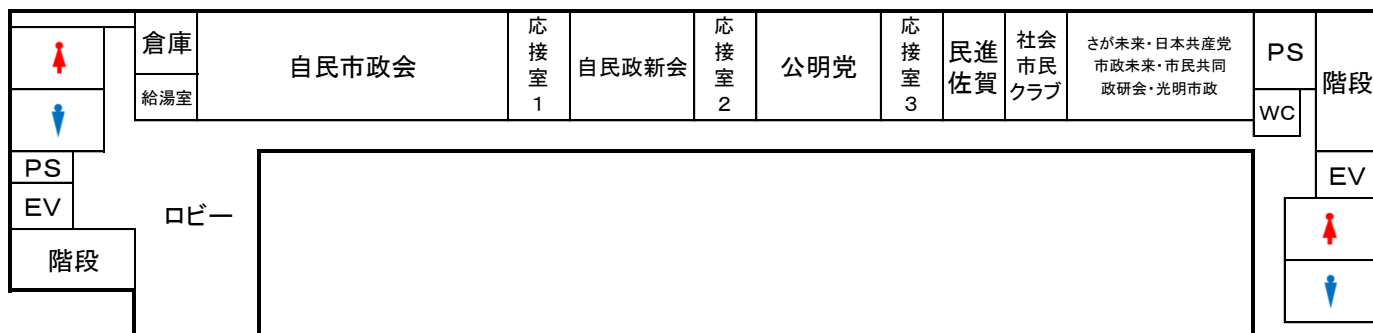 倉庫
給湯室
自民市政会
応接室1
自民政新会
応接室2
公明党
応接室3
民進
佐賀
社会
市民
クラブ
さが未来・日本共産党
市政未来・市民共同
政研会・光明市政
PS
WC
階段
PS
EV
階段
ロビー
EV